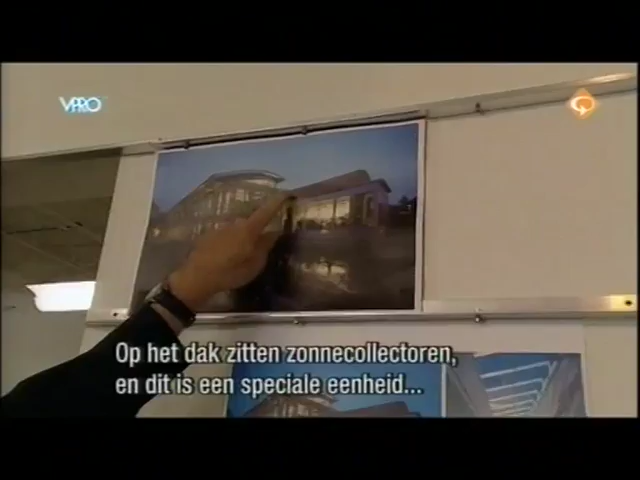 VPRO
Op het dak zitten zonnecollectoren,
en dit is een speciale eenheid...